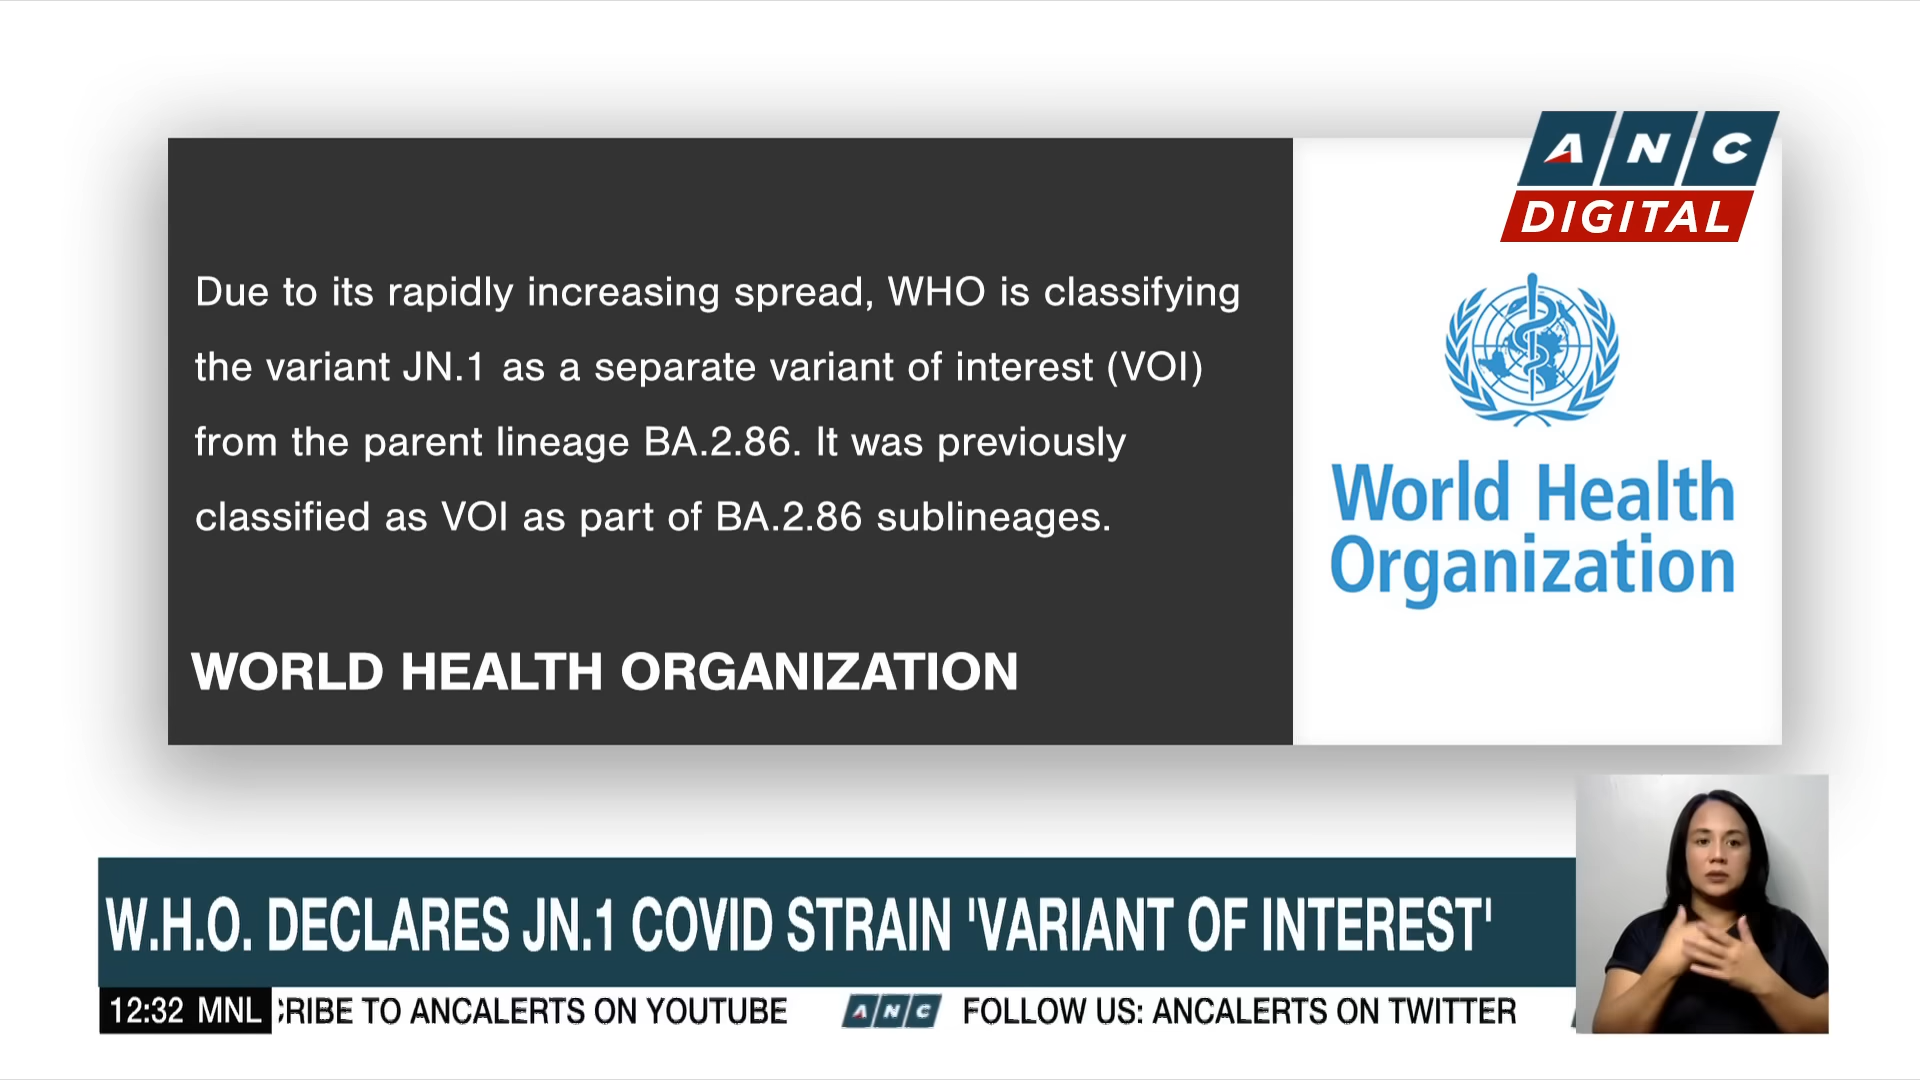 A N C
DIGITAL
Due to its rapidly increasing spread, WHO is classifying
the variant JN.1 as a separate variant of interest (VOI)
from the parent lineage BA.2.86. It was previously
classified as VOI as part of BA.2.86 sublineages.
WORLD HEALTH ORGANIZATION
World Health
Organization
W.H.O. DECLARES JN.1 COVID STRAIN 'VARIANT OF INTEREST'
12:32 MNL TO ANCALERTS ON YOUTUBE A N C FOLLOW US: ANCALERTS ON TWITTER